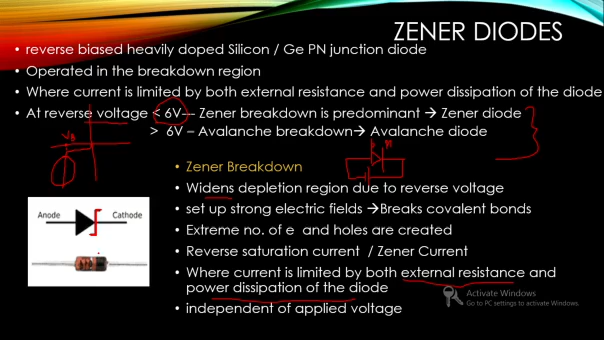 ZENER DIODES
• reverse biased heavily doped Silicon / Ge PN junction diode
• Operated in the breakdown region
• Where current is limited by both external resistance and power dissipation of the diode
• At reverse voltage < 6V--- Zener breakdown is predominant → Zener diode
> 6V – Avalanche breakdown→ Avalanche diode
• Zener Breakdown
• Widens depletion region due to reverse voltage
• set up strong electric fields →Breaks covalent bonds
• Extreme no. of e and holes are created
• Reverse saturation current / Zener Current
• Where current is limited by both external resistance and
power dissipation of the diode
• independent of applied voltage
Anode Cathode
Activate Windows
Go to PC settings to activate Windows.